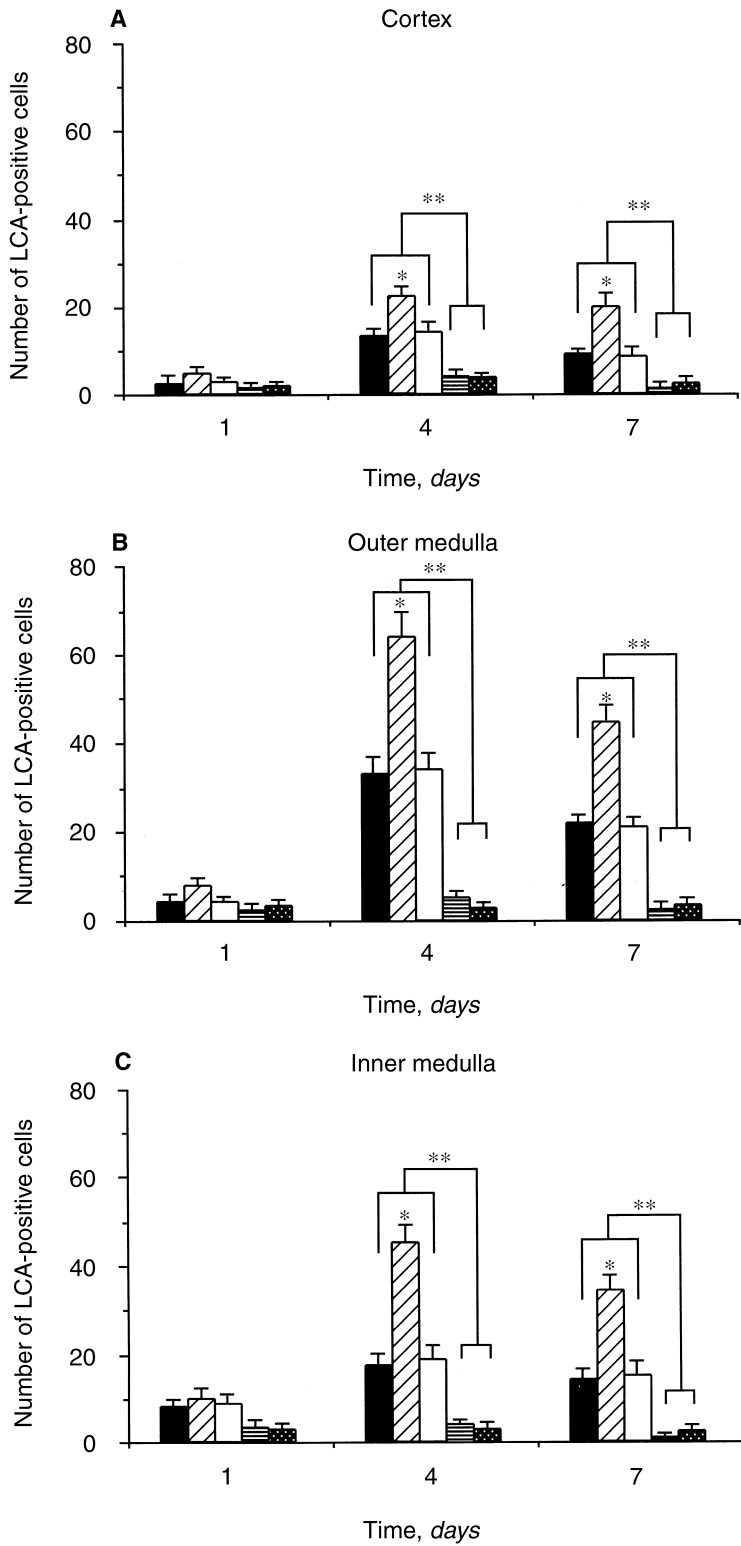 A Cortex
Number of LCA-positive cells
80
60
40
20
0
**
*
**
*
1 4 7
Time, days
B Outer medulla
Number of LCA-positive cells
80
60
40
20
0
**
*
**
*
1 4 7
Time, days
C Inner medulla
Number of LCA-positive cells
80
60
40
20
0
**
*
**
*
1 4 7
Time, days